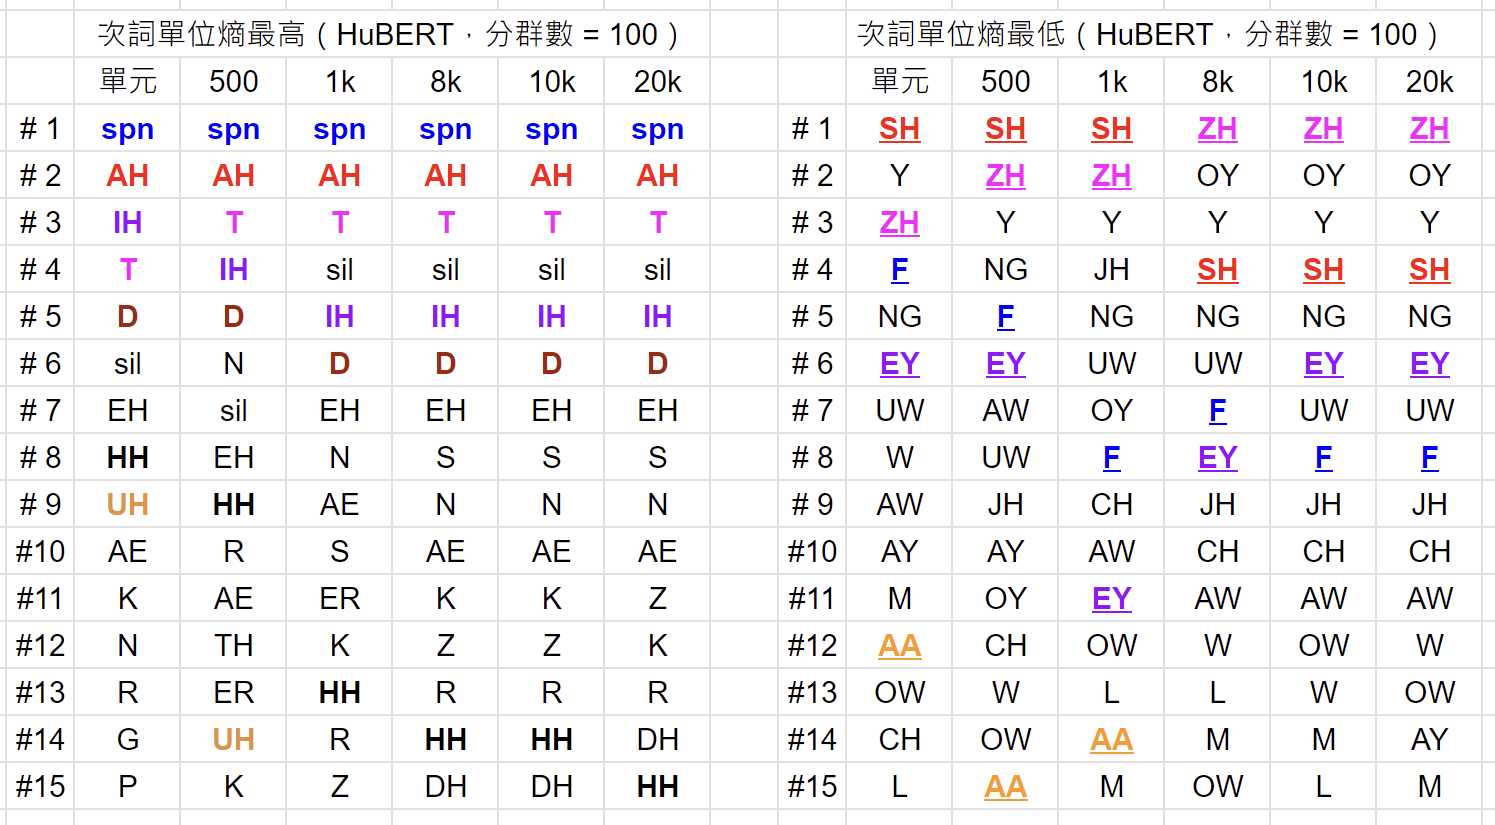 次詞單位熵最高（HuBERT，分群數 = 100） 次詞單位熵最低（HuBERT，分群數 = 100）
單元 500 1k 8k 10k 20k 單元 500 1k 8k 10k 20k
# 1 spn spn spn spn spn spn # 1 SH SH SH ZH ZH ZH
# 2 AH AH AH AH AH AH # 2 Y ZH ZH OY OY OY
# 3 IH T T T T T # 3 ZH Y Y Y Y Y
# 4 T IH sil sil sil sil # 4 F NG JH SH SH SH
# 5 D D IH IH IH IH # 5 NG F NG NG NG NG
# 6 sil N D D D D # 6 EY EY UW UW EY EY
# 7 EH sil EH EH EH EH # 7 UW AW OY F UW UW
# 8 HH EH N S S S # 8 W UW F EY F F
# 9 UH HH AE N N N # 9 AW JH CH JH JH JH
#10 AE R S AE AE AE #10 AY AY AW CH CH CH
#11 K AE ER K K Z #11 M OY EY AW AW AW
#12 N TH K Z Z K #12 AA CH OW W OW W
#13 R ER HH R R R #13 OW W L L W OW
#14 G UH R HH HH DH #14 CH OW AA M M AY
#15 P K Z DH DH HH #15 L AA M OW L M